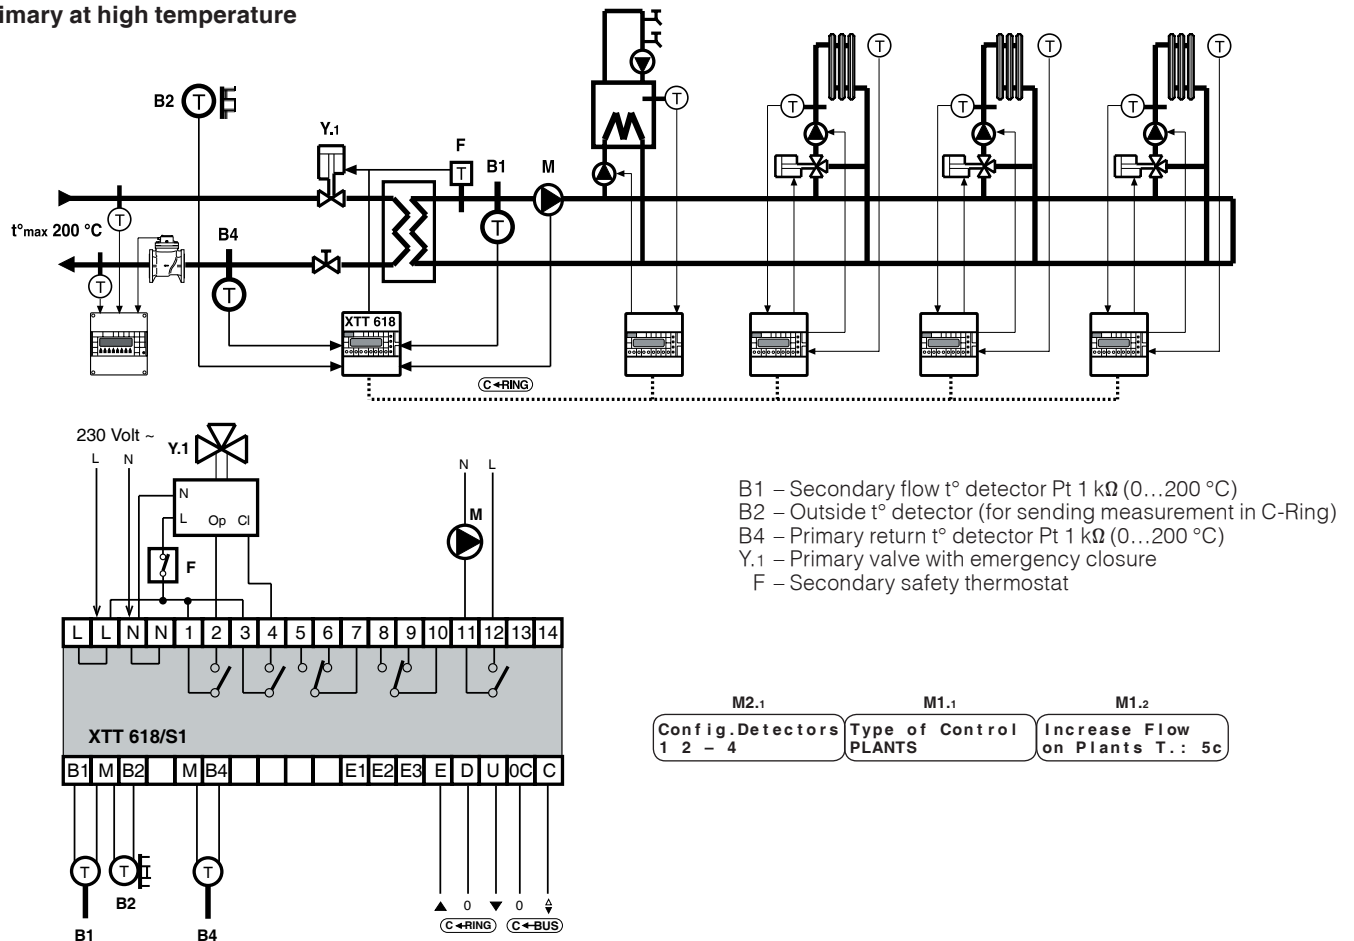 imary at high temperature
B2
T
Y.1
F
T
B1
M
T
T
T
T
T
T
T
T
t°max 200 °C
T
B4
T
T
T
XTT 618
C RING
230 Volt ~
L N
Y.1
N
L
Op Cl
F
N L
M
L L N N 1 2 3 4 5 6 7 8 9 10 11 12 13 14
XTT 618/S1
B1 M B2 M B4 E1 E2 E3 E D U 0C C
T
T
T
B2
B1
B4
0 0
C RING
C BUS
B1 – Secondary flow t° detector Pt 1 kΩ (0...200 °C)
B2 – Outside t° detector (for sending measurement in C-Ring)
B4 – Primary return t° detector Pt 1 kΩ (0...200 °C)
Y.1 – Primary valve with emergency closure
F – Secondary safety thermostat
M2.1
Config.Detectors
1 2 – 4
M1.1
Type of Control
PLANTS
M1.2
Increase Flow
on Plants T.: 5c